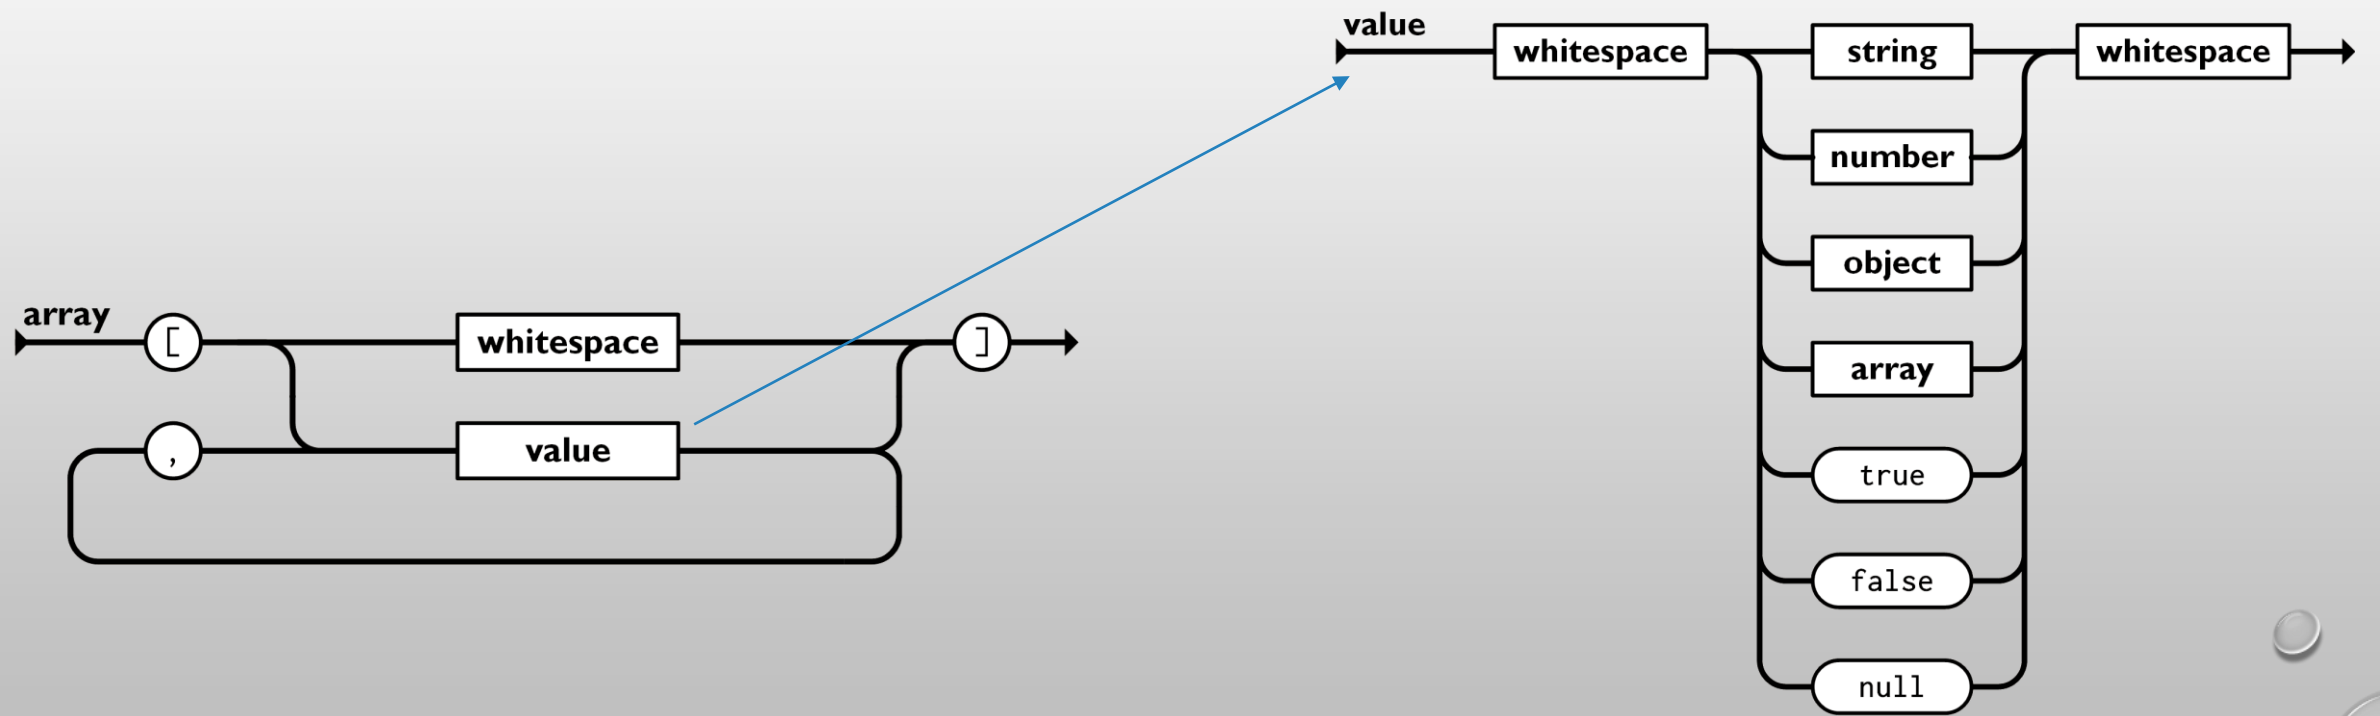 value
whitespace
string
whitespace
number
object
array
true
false
null
array
[
whitespace
]
,
value